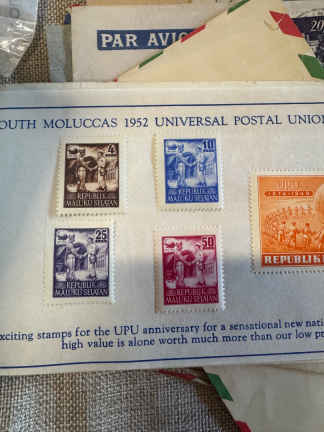 PAR AVIO
20
OUTH MOLUCCAS 1952 UNIVERSAL POSTAL UNION
REPUBLIK
MALUKU SELATAN
10
REPUBLIK
MALUKU SELATAN
25
REPUBLIK
MALUKU SELATAN
50
REPUBLIK
MALUKU SELATAN
REPUBLIK
exciting stamps for the UPU anniversary for a sensational new nati
high value is alone worth much more than our low pr